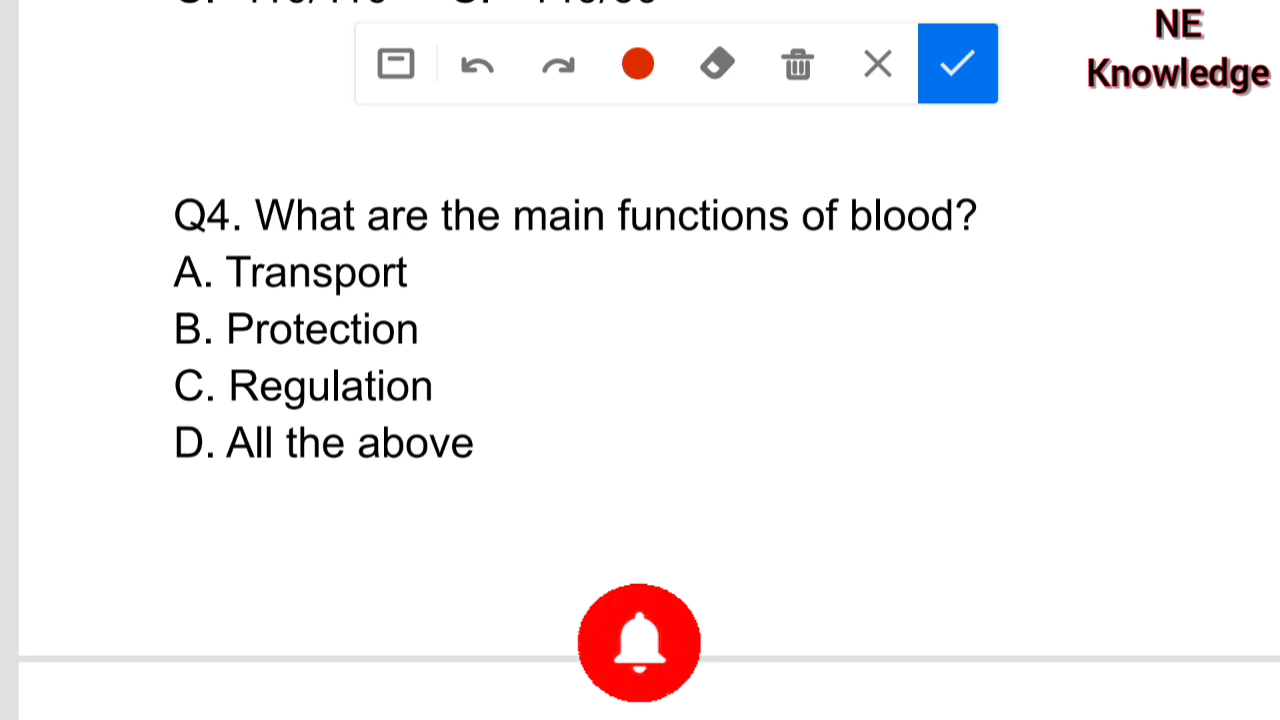 NE
Knowledge
Q4. What are the main functions of blood?
A. Transport
B. Protection
C. Regulation
D. All the above